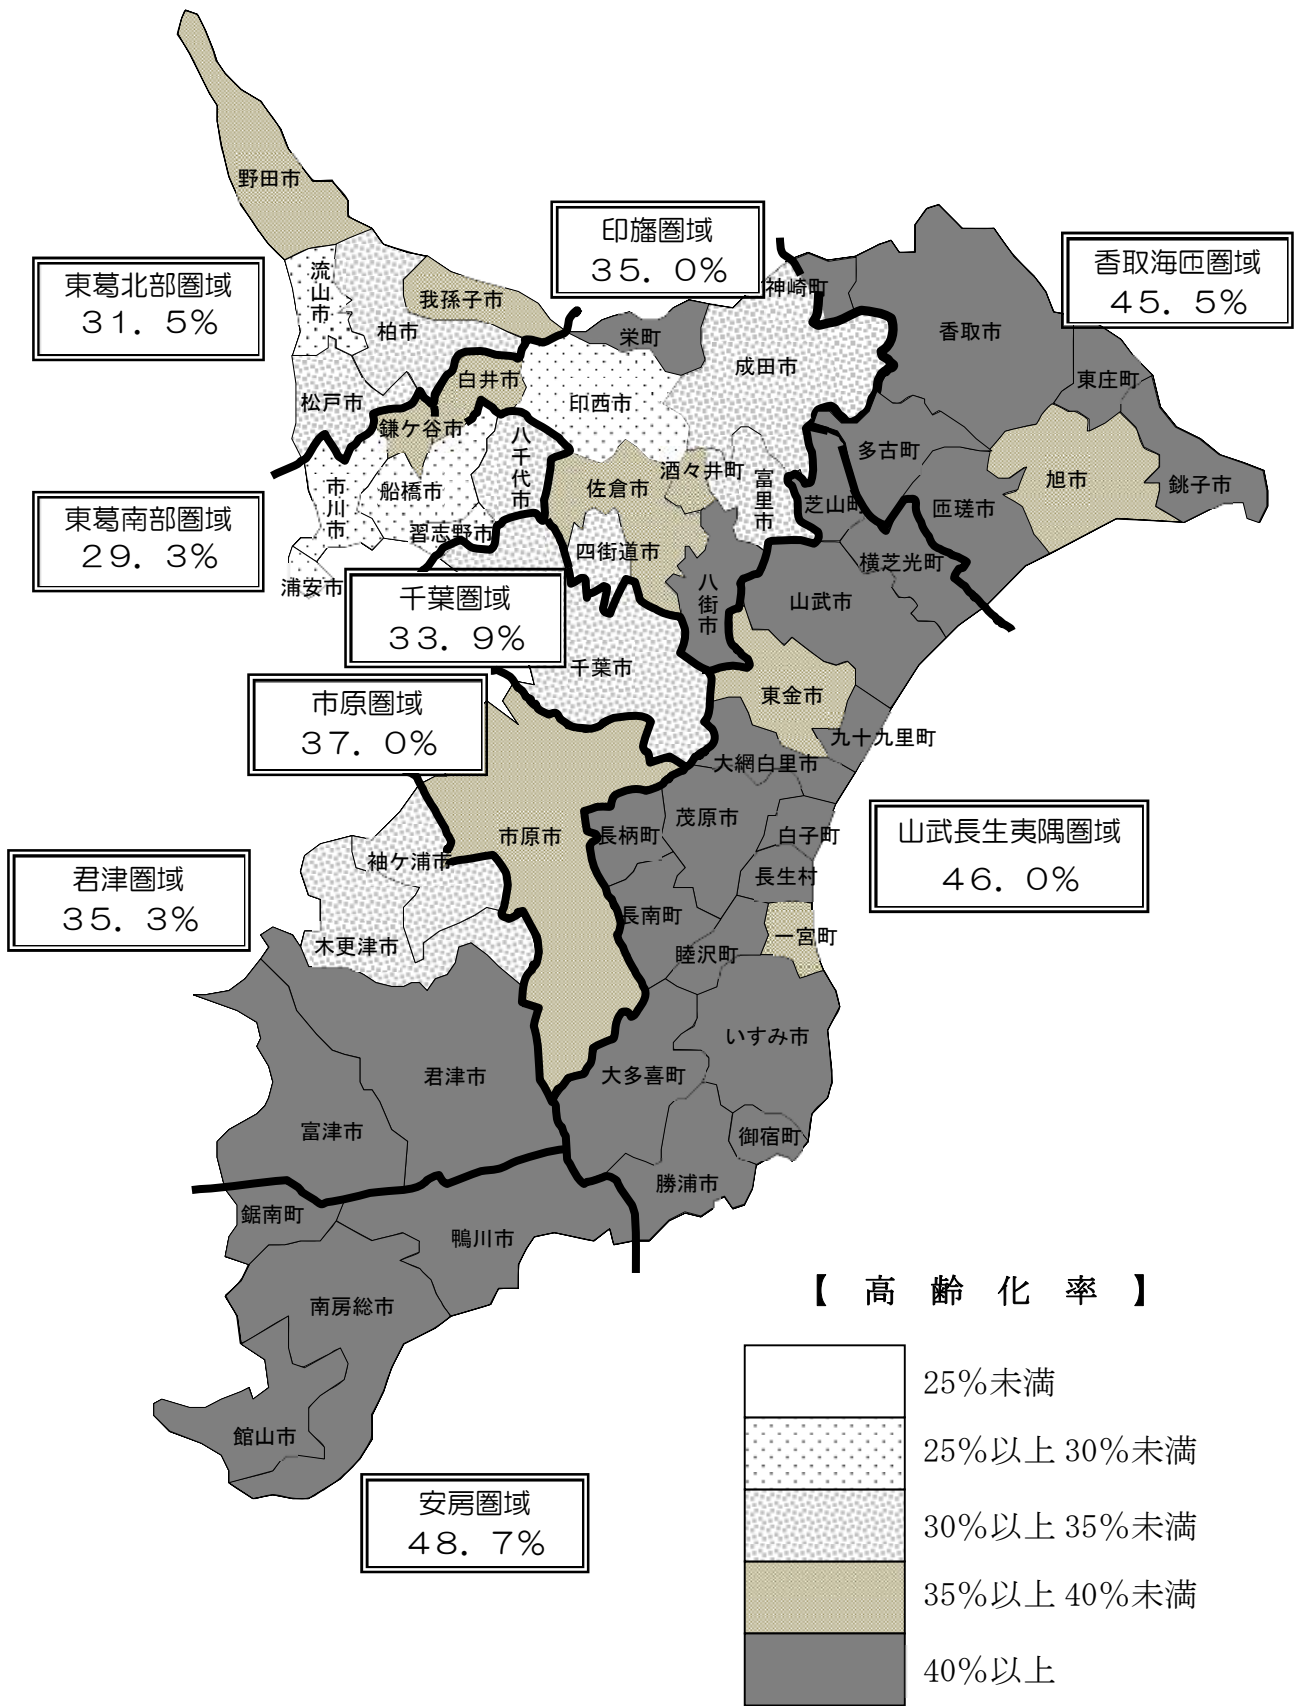 野田市
印旛圏域
35．0%
香取海匝圏域
45．5%
東葛北部圏域
31．5%
流山市
我孫子市
柏市
神崎町
栄町
香取市
成田市
東庄町
白井市
印西市
松戸市
鎌ケ谷市
八千代市
多古町
酒々井町
富里市
旭市
銚子市
佐倉市
船橋市
市川市
芝山町
匝瑳市
東葛南部圏域
29．3%
習志野市
四街道市
横芝光町
浦安市
八街市
山武市
千葉圏域
33．9%
千葉市
東金市
市原圏域
37．0%
九十九里町
大網白里市
茂原市
市原市
長柄町
白子町
山武長生夷隅圏域
46．0%
袖ケ浦市
長生村
君津圏域
35．3%
長南町
一宮町
木更津市
睦沢町
いすみ市
君津市
大多喜町
富津市
御宿町
勝浦市
鋸南町
鴨川市
南房総市
館山市
安房圏域
48．7%
【 高 齢 化 率 】
25%未満
25%以上 30%未満
30%以上 35%未満
35%以上 40%未満
40%以上